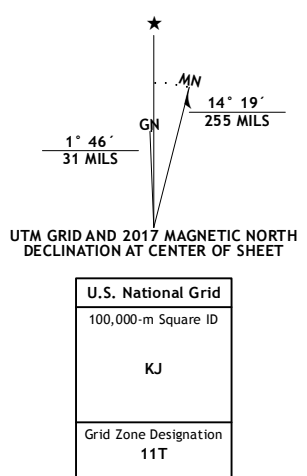 ★
MN
GN
1° 46´
31 MILS
14° 19´
255 MILS
UTM GRID AND 2017 MAGNETIC NORTH
DECLINATION AT CENTER OF SHEET
U.S. National Grid
100,000-m Square ID
KJ
Grid Zone Designation
11T